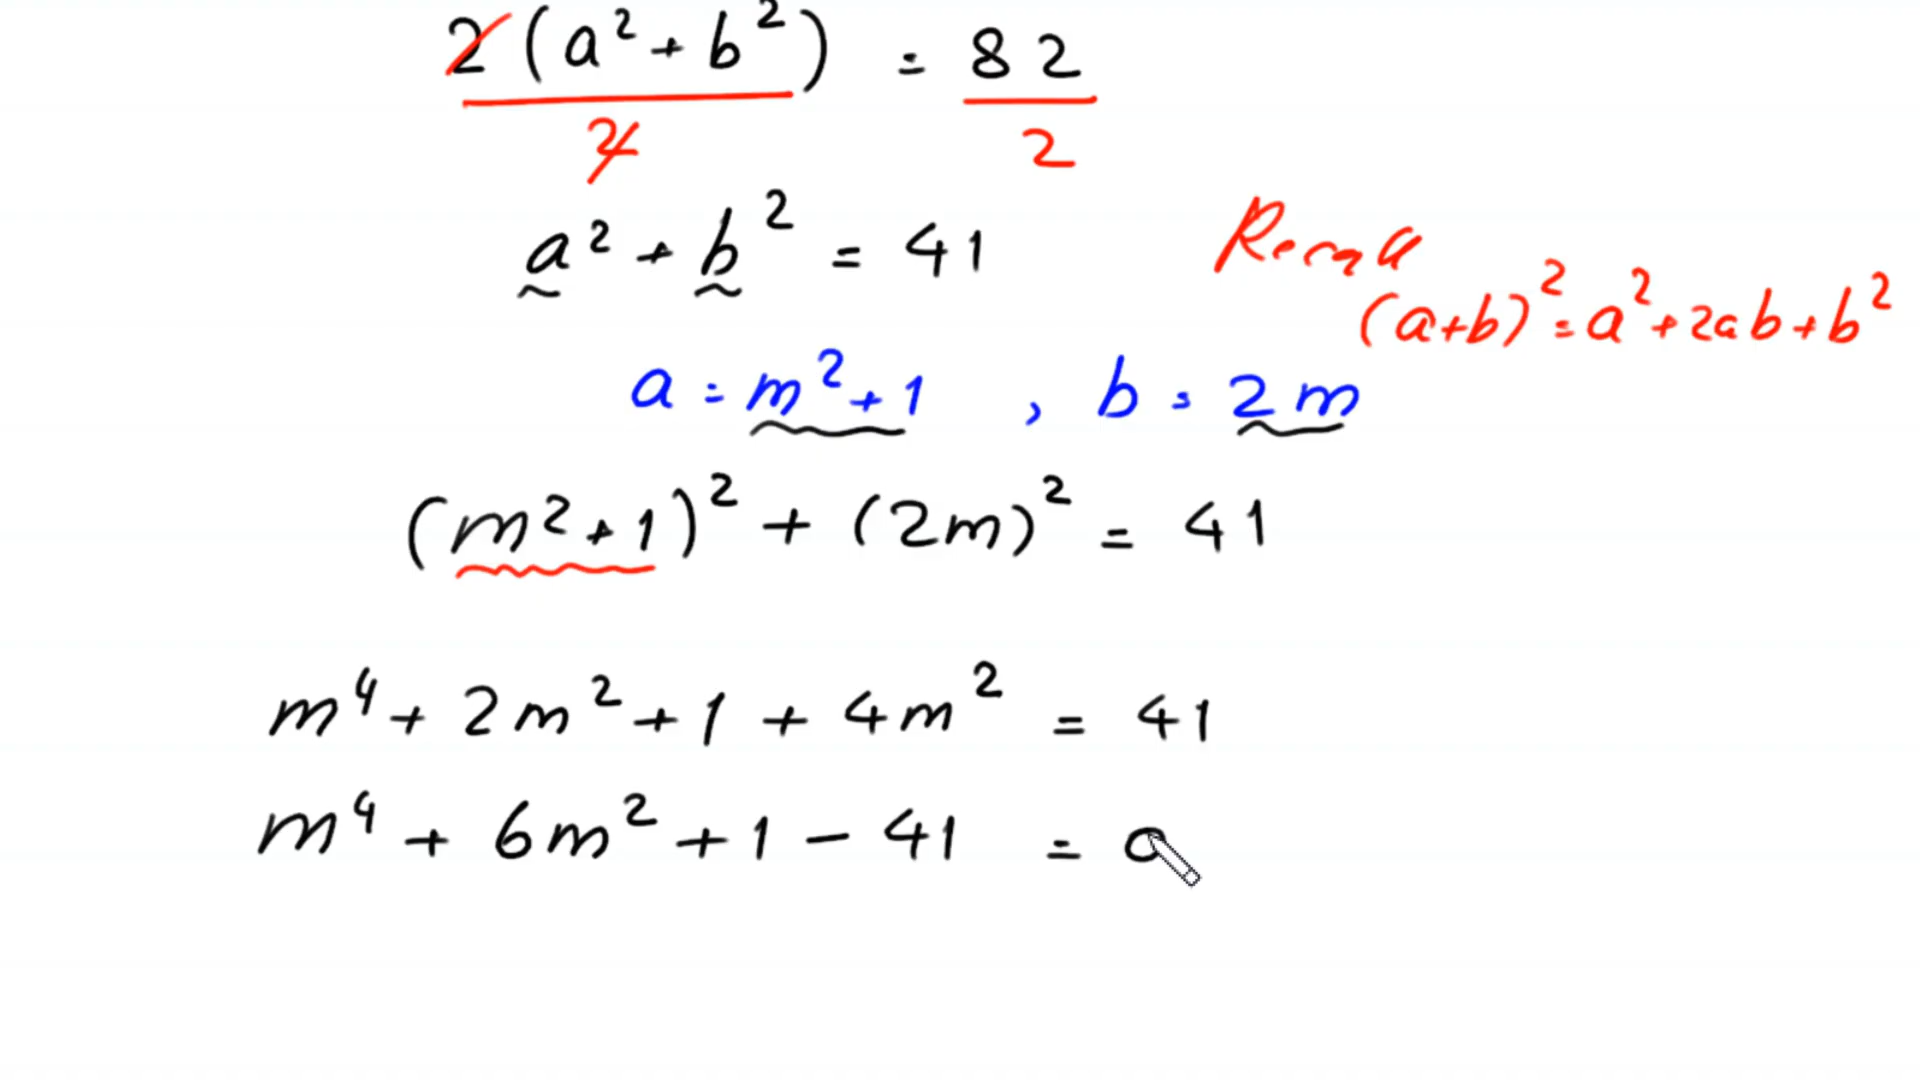 2(a²+b²) = 82
2 2
a²+b² = 41
Recall
(a+b)²=a²+2ab+b²
a=m²+1, b=2m
(m²+1)²+(2m)²=41
m⁴+2m²+1+4m²=41
m⁴+6m²+1-41=0